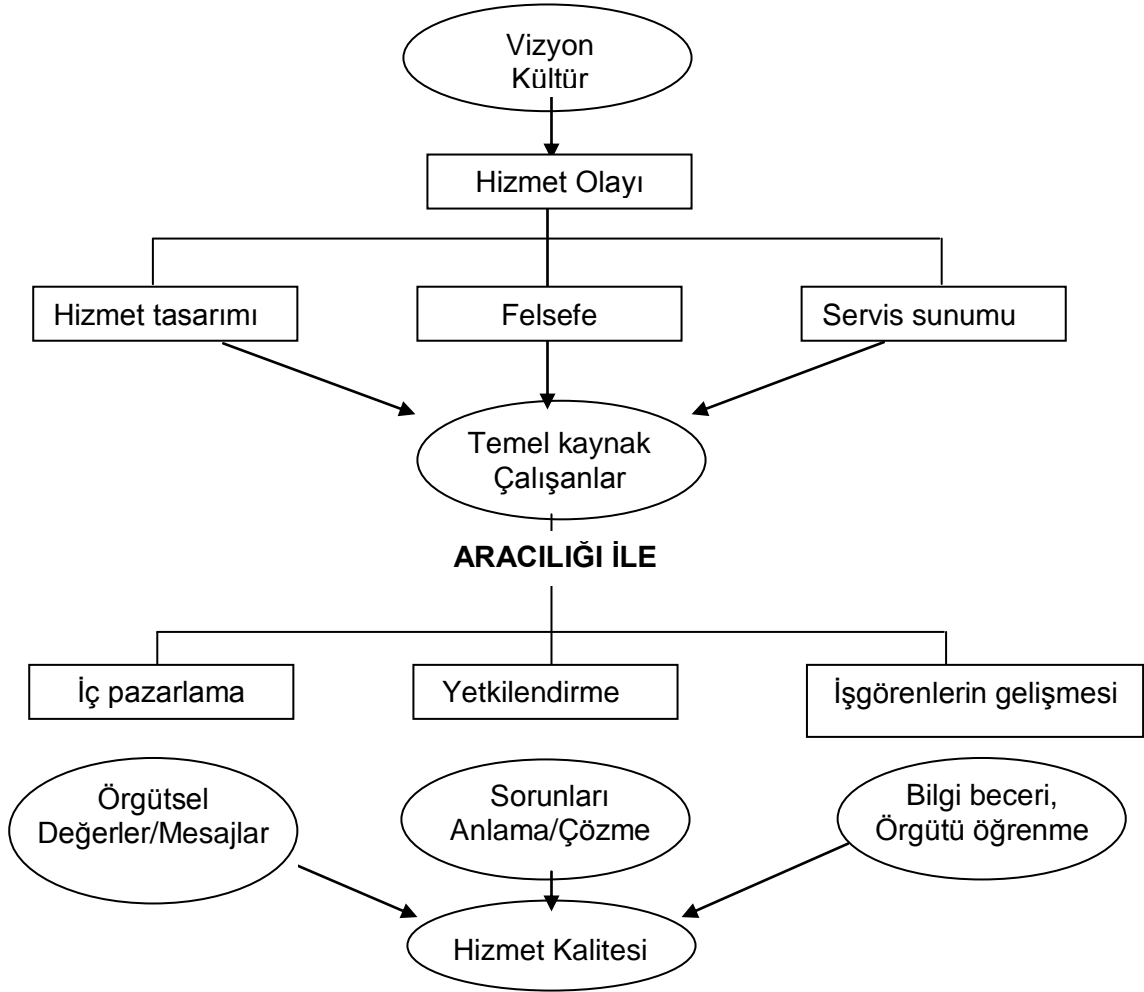 Vizyon
Kültür
Hizmet Olayı
Hizmet tasarımı
Felsefe
Servis sunumu
Temel kaynak
Çalışanlar
ARACILIĞI İLE
İç pazarlama
Yetkilendirme
İşgörenlerin gelişmesi
Örgütsel
Değerler/Mesajlar
Sorunları
Anlama/Çözme
Bilgi beceri,
Örgütü öğrenme
Hizmet Kalitesi